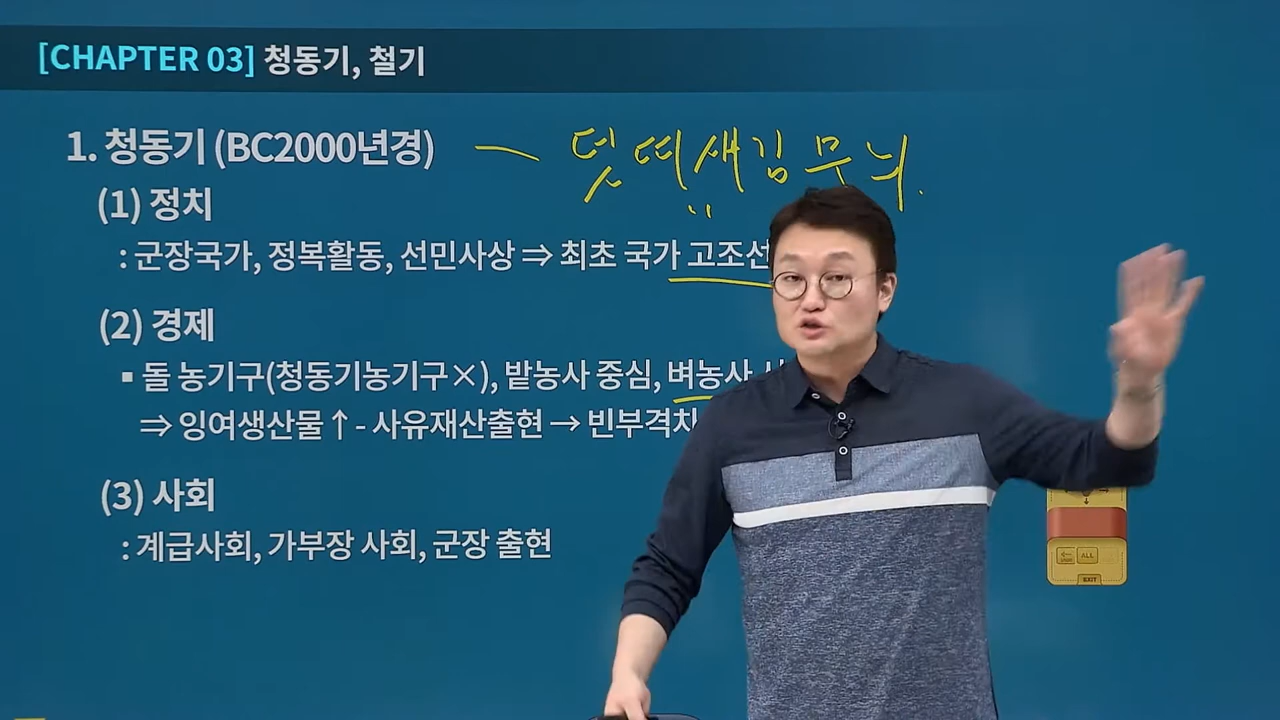 [CHAPTER 03] 청동기, 철기
1. 청동기 (BC2000년경) — 덧띠새김무늬.
(1) 정치
: 군장국가, 정복활동, 선민사상 ⇒ 최초 국가 고조선
(2) 경제
▪ 돌 농기구(청동기농기구×), 밭농사 중심, 벼농사
⇒ 잉여생산물↑ - 사유재산출현 → 빈부격차
(3) 사회
: 계급사회, 가부장 사회, 군장 출현
ALL
EXIT